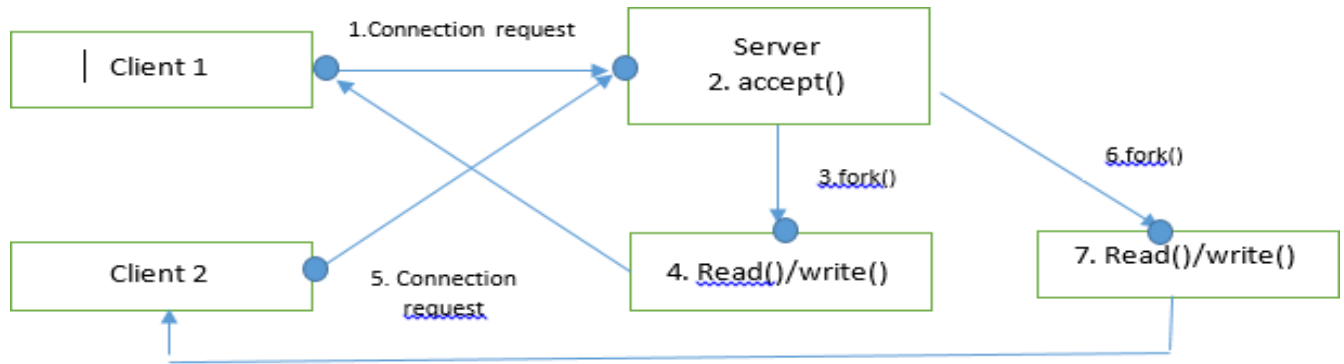 1.Connection request
Server
2. accept()
Client 1
6.fork()
3.fork()
Client 2
5. Connection
request
4. Read()/write()
7. Read()/write()